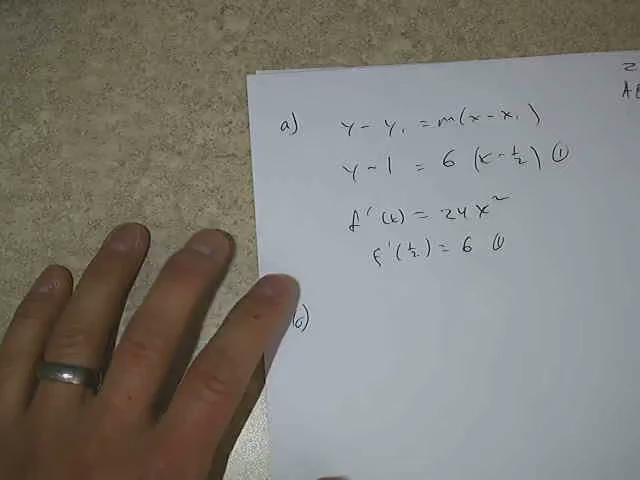 a) y - y₁ = m(x - x₁)
y - 1 = 6 (x - 1/2) ①
f'(x) = 24x²
f'(1/2) = 6 ①
b)